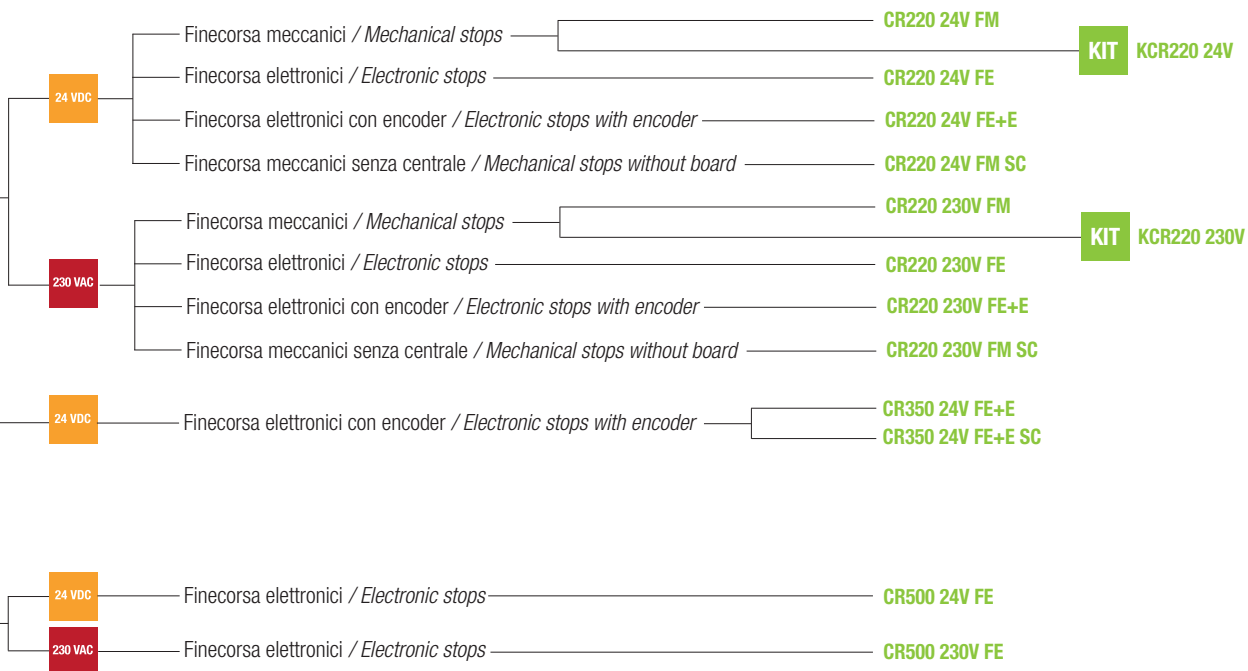 CR220 24V FM
Finecorsa meccanici / Mechanical stops
KIT KCR220 24V
24 VDC
Finecorsa elettronici / Electronic stops CR220 24V FE
Finecorsa elettronici con encoder / Electronic stops with encoder CR220 24V FE+E
Finecorsa meccanici senza centrale / Mechanical stops without board CR220 24V FM SC
CR220 230V FM
Finecorsa meccanici / Mechanical stops
KIT KCR220 230V
230 VAC
Finecorsa elettronici / Electronic stops CR220 230V FE
Finecorsa elettronici con encoder / Electronic stops with encoder CR220 230V FE+E
Finecorsa meccanici senza centrale / Mechanical stops without board CR220 230V FM SC
24 VDC
Finecorsa elettronici con encoder / Electronic stops with encoder
CR350 24V FE+E
CR350 24V FE+E SC
24 VDC Finecorsa elettronici / Electronic stops CR500 24V FE
230 VAC Finecorsa elettronici / Electronic stops CR500 230V FE